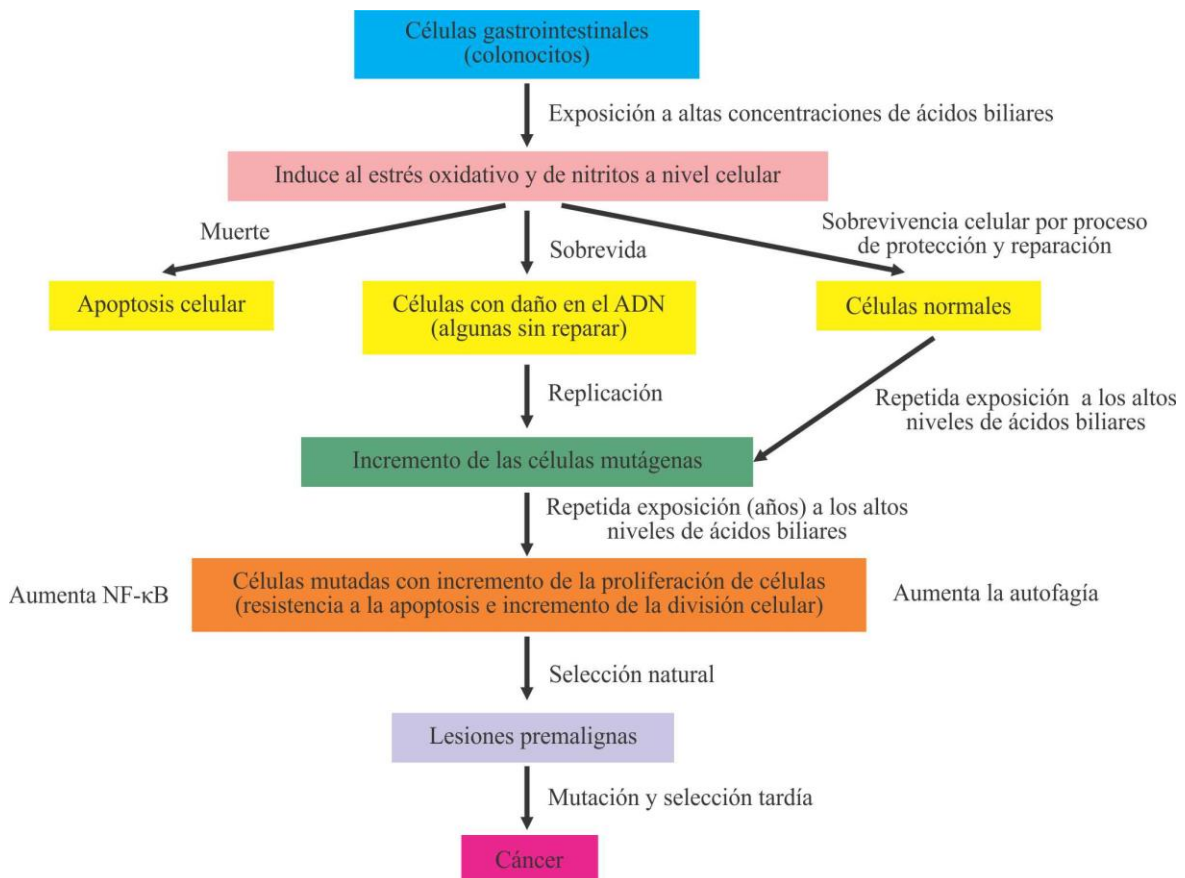 Células gastrointestinales
(colonocitos)
Exposición a altas concentraciones de ácidos biliares
Induce al estrés oxidativo y de nitritos a nivel celular
Muerte
Sobrevida
Sobrevivencia celular por proceso
de protección y reparación
Apoptosis celular
Células con daño en el ADN
(algunas sin reparar)
Células normales
Replicación
Repetida exposición a los altos
niveles de ácidos biliares
Incremento de las células mutágenas
Repetida exposición (años) a los altos
niveles de ácidos biliares
Aumenta NF-κB
Células mutadas con incremento de la proliferación de células
(resistencia a la apoptosis e incremento de la división celular)
Aumenta la autofagía
Selección natural
Lesiones premalignas
Mutación y selección tardía
Cáncer